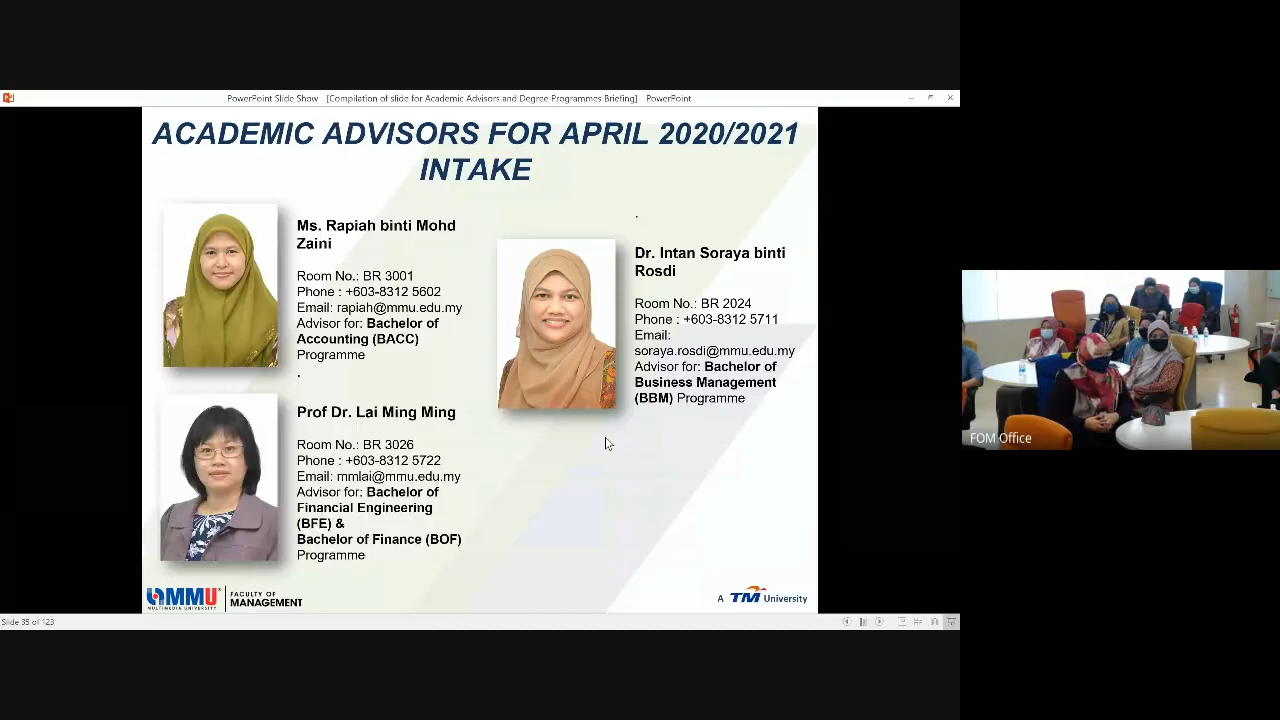 PowerPoint Slide Show - [Compilation of slide for Academic Advisors and Degree Programmes Briefing] - PowerPoint
ACADEMIC ADVISORS FOR APRIL 2020/2021
INTAKE
Ms. Rapiah binti Mohd
Zaini
Room No.: BR 3001
Phone : +603-8312 5602
Email: rapiah@mmu.edu.my
Advisor for: Bachelor of
Accounting (BACC)
Programme
.
Prof Dr. Lai Ming Ming
Room No.: BR 3026
Phone : +603-8312 5722
Email: mmlai@mmu.edu.my
Advisor for: Bachelor of
Financial Engineering
(BFE) &
Bachelor of Finance (BOF)
Programme
.
Dr. Intan Soraya binti
Rosdi
Room No.: BR 2024
Phone : +603-8312 5711
Email:
soraya.rosdi@mmu.edu.my
Advisor for: Bachelor of
Business Management
(BBM) Programme
MMU
MULTIMEDIA UNIVERSITY
FACULTY OF
MANAGEMENT
A TM University
Slide 35 of 123
FOM Office